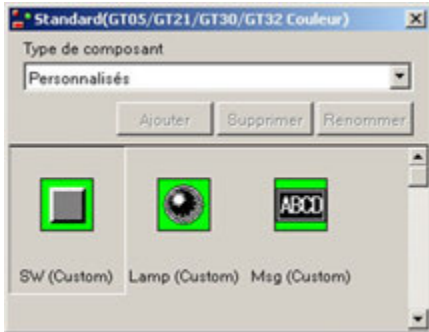 Standard(GT05/GT21/GT30/GT32 Couleur)
Type de composant
Personnalisés
Ajouter Supprimer Renommer
ABCD
SW (Custom) Lamp (Custom) Msg (Custom)